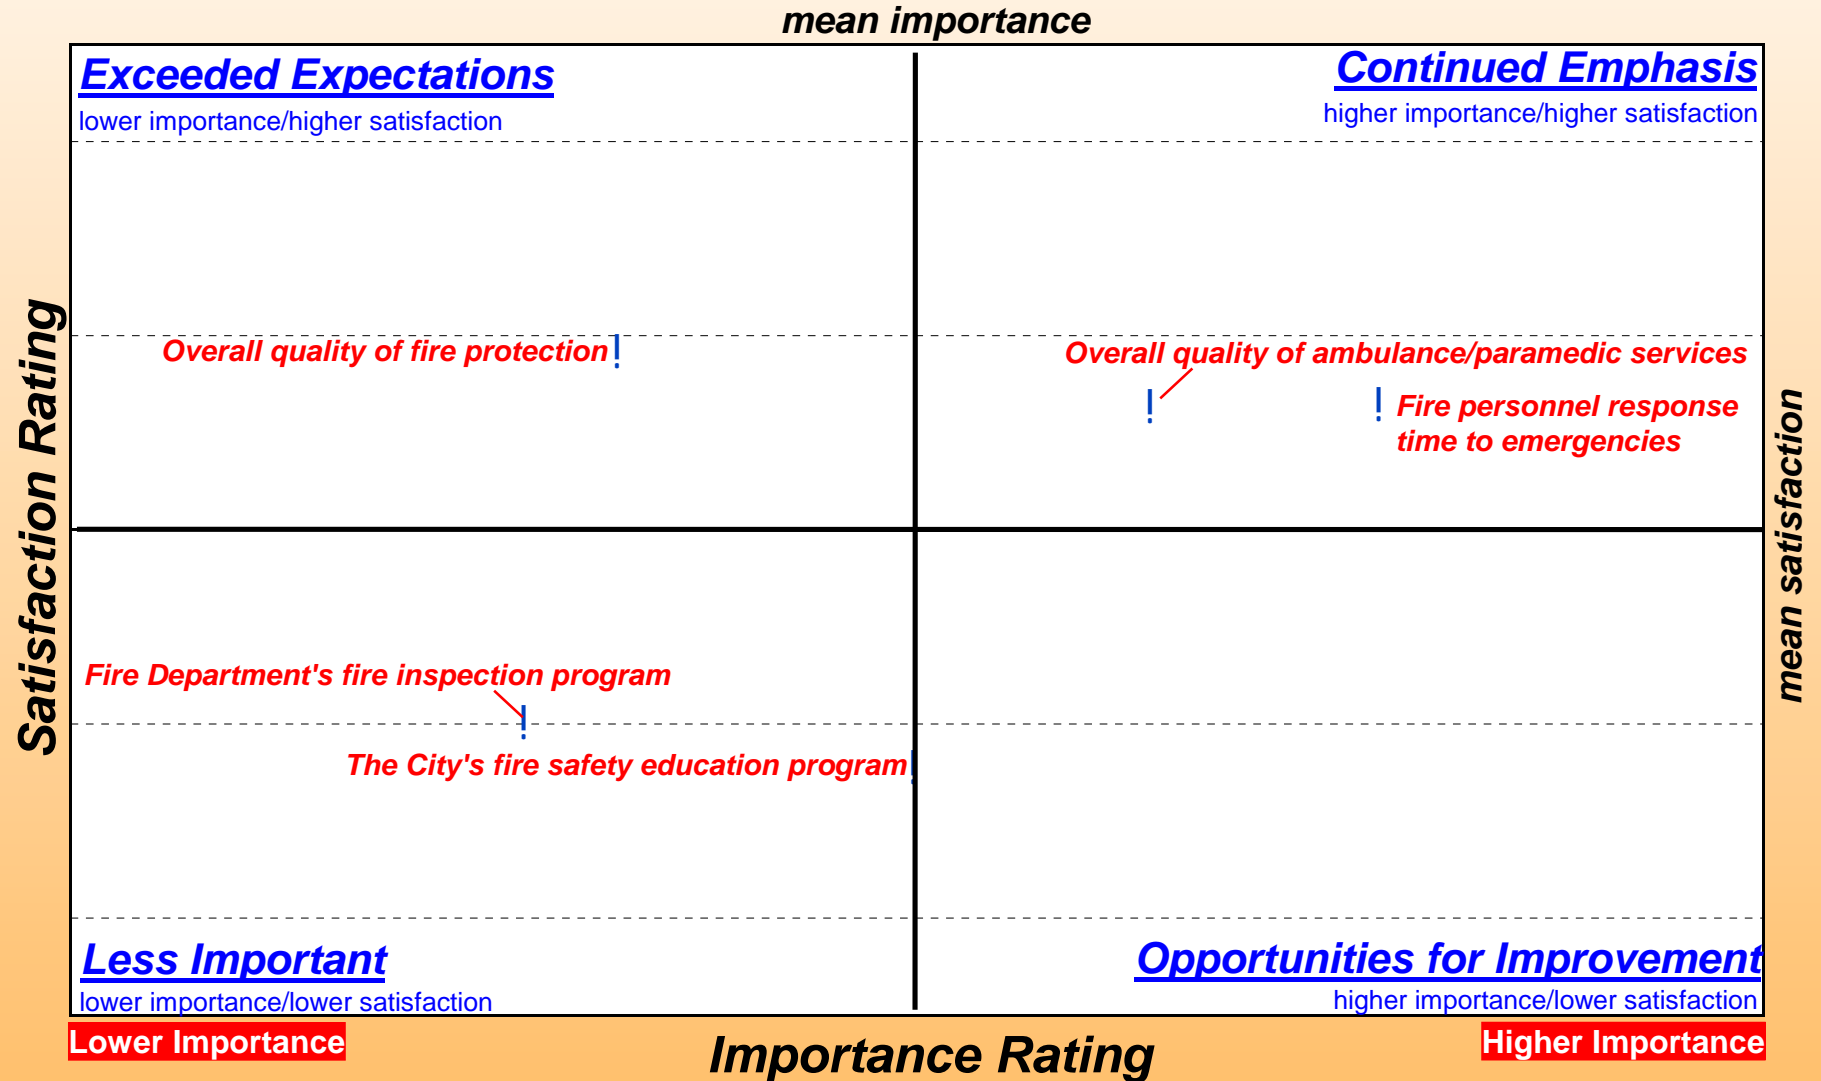 mean importance
Exceeded Expectations
lower importance/higher satisfaction
Continued Emphasis
higher importance/higher satisfaction
Satisfaction Rating
Overall quality of fire protection
Overall quality of ambulance/paramedic services
Fire personnel response
time to emergencies
mean satisfaction
Fire Department's fire inspection program
The City's fire safety education program
Less Important
lower importance/lower satisfaction
Opportunities for Improvement
higher importance/lower satisfaction
Lower Importance
Importance Rating
Higher Importance